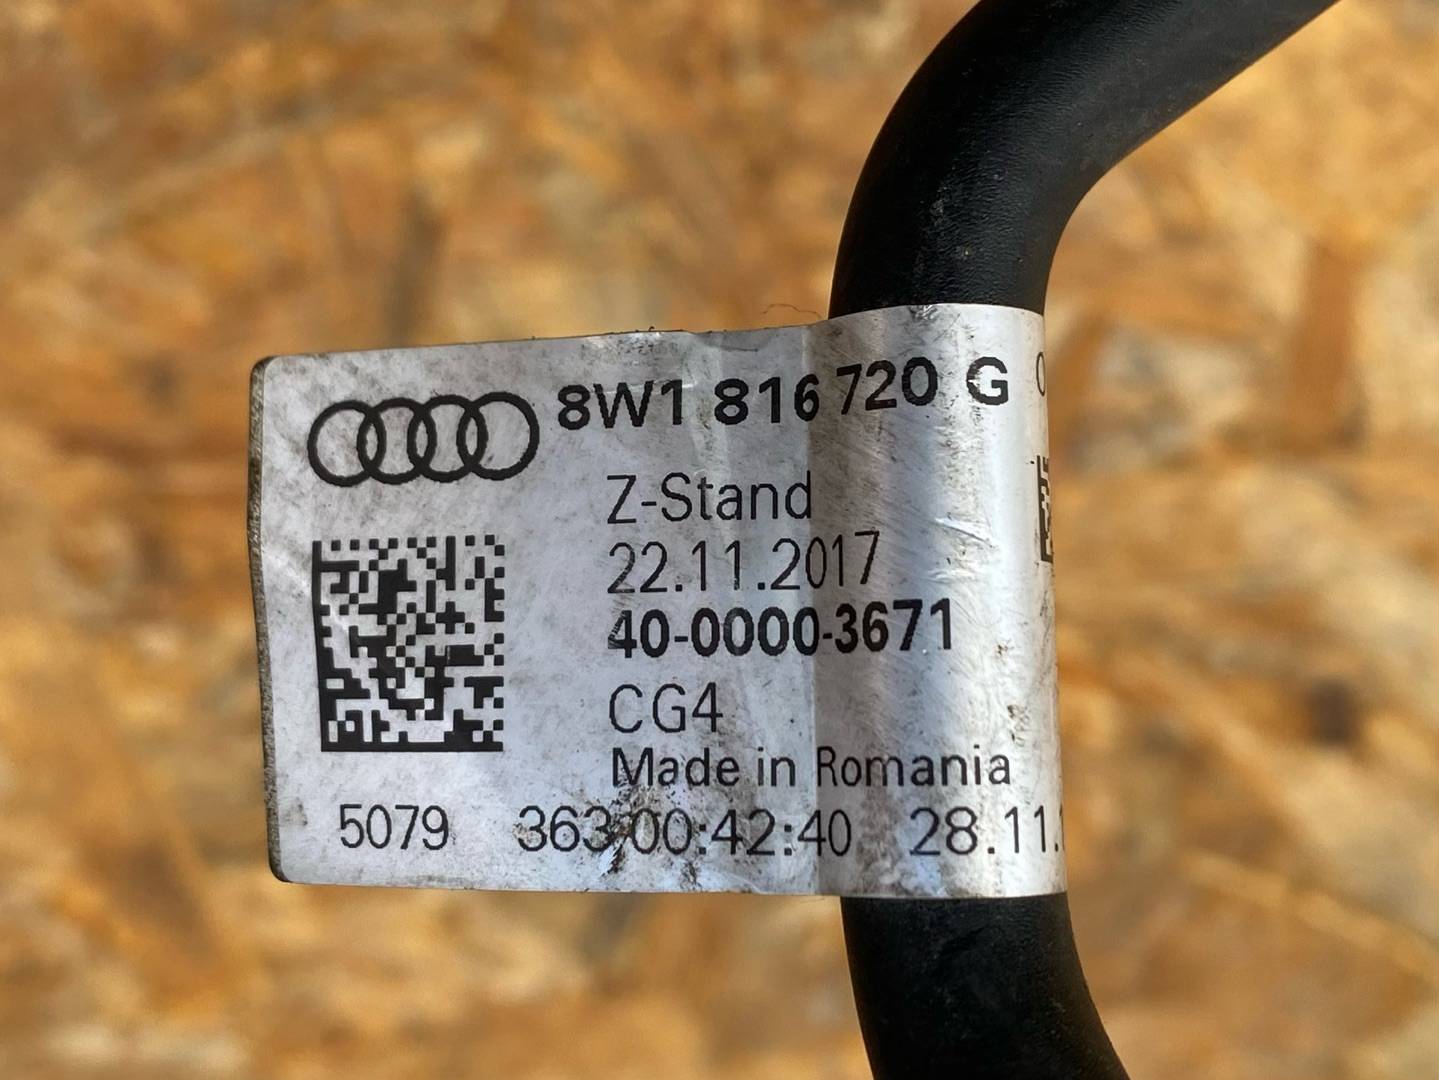 8W1 816 720 G
Z-Stand
22.11.2017
40-0000-3671
CG4
Made in Romania
5079 363 00:42:40 28.11.